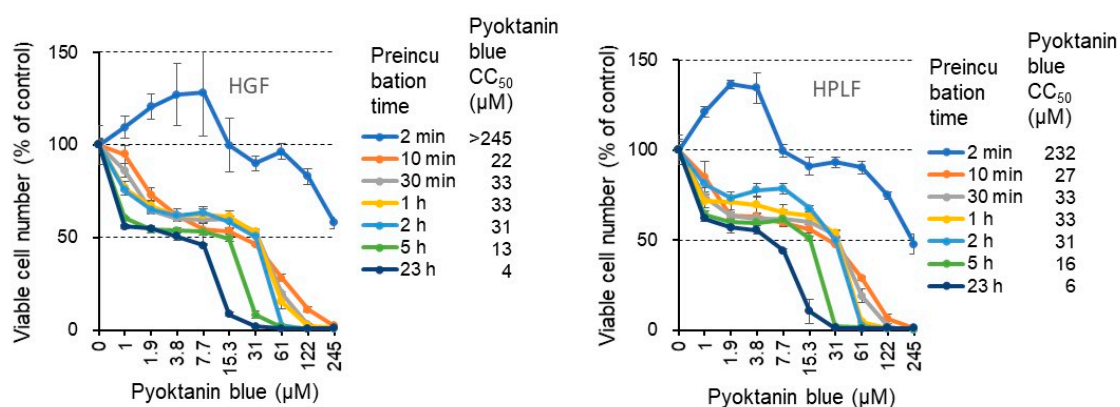 150
100
50
0
Viable cell number (% of control)
HGF
0
1
1.9
3.8
7.7
15.3
31
61
122
245
Pyoktanin blue (µM)
Preincu
bation
time
Pyoktanin
blue
CC50
(µM)
2 min >245
10 min 22
30 min 33
1 h 33
2 h 31
5 h 13
23 h 4
150
100
50
0
Viable cell number (% of control)
HPLF
0
1
1.9
3.8
7.7
15.3
31
61
122
245
Pyoktanin blue (µM)
Preincu
bation
time
Pyoktanin
blue
CC50
(µM)
2 min 232
10 min 27
30 min 33
1 h 33
2 h 31
5 h 16
23 h 6